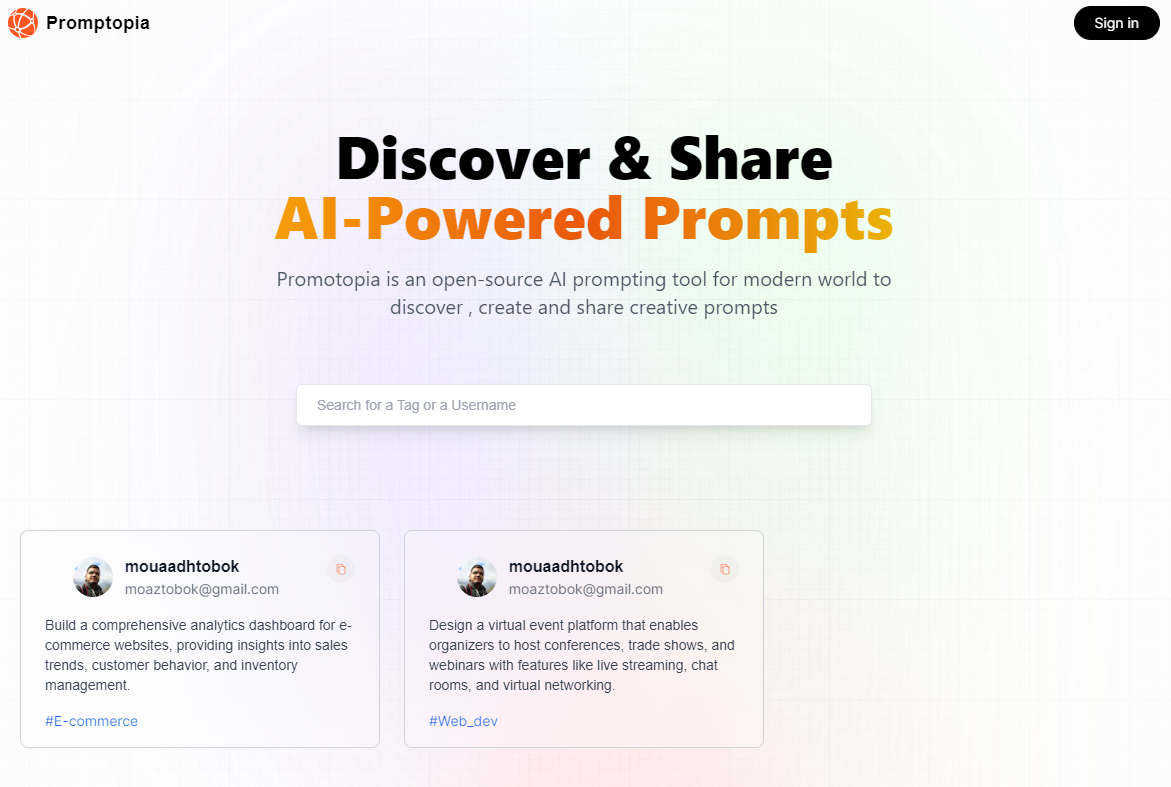 Promptopia
Sign in
Discover & Share
AI-Powered Prompts
Promotopia is an open-source AI prompting tool for modern world to
discover , create and share creative prompts
Search for a Tag or a Username
mouaadhtobok
moaztobok@gmail.com
Build a comprehensive analytics dashboard for e-
commerce websites, providing insights into sales
trends, customer behavior, and inventory
management.
#E-commerce
mouaadhtobok
moaztobok@gmail.com
Design a virtual event platform that enables
organizers to host conferences, trade shows, and
webinars with features like live streaming, chat
rooms, and virtual networking.
#Web_dev